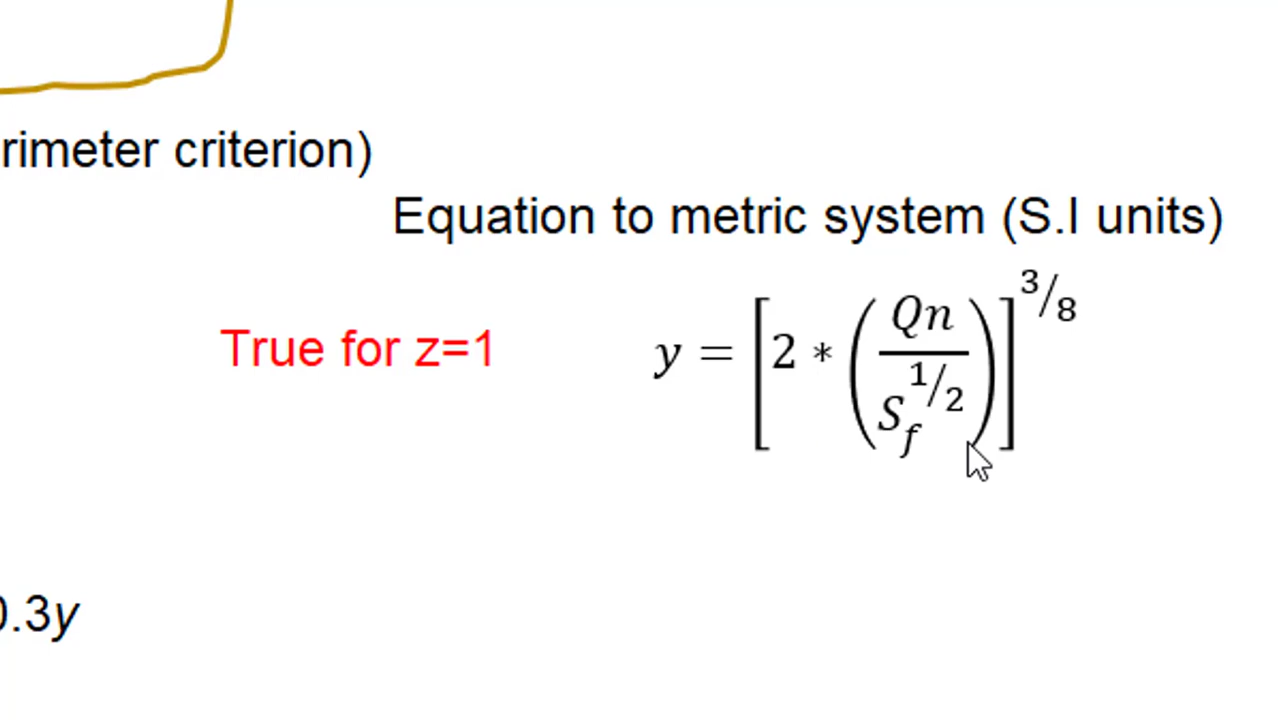 rimeter criterion)
Equation to metric system (S.I units)
True for z=1
y = [2 * (Qn / S_f^{1/2})]^{3/8}
0.3y